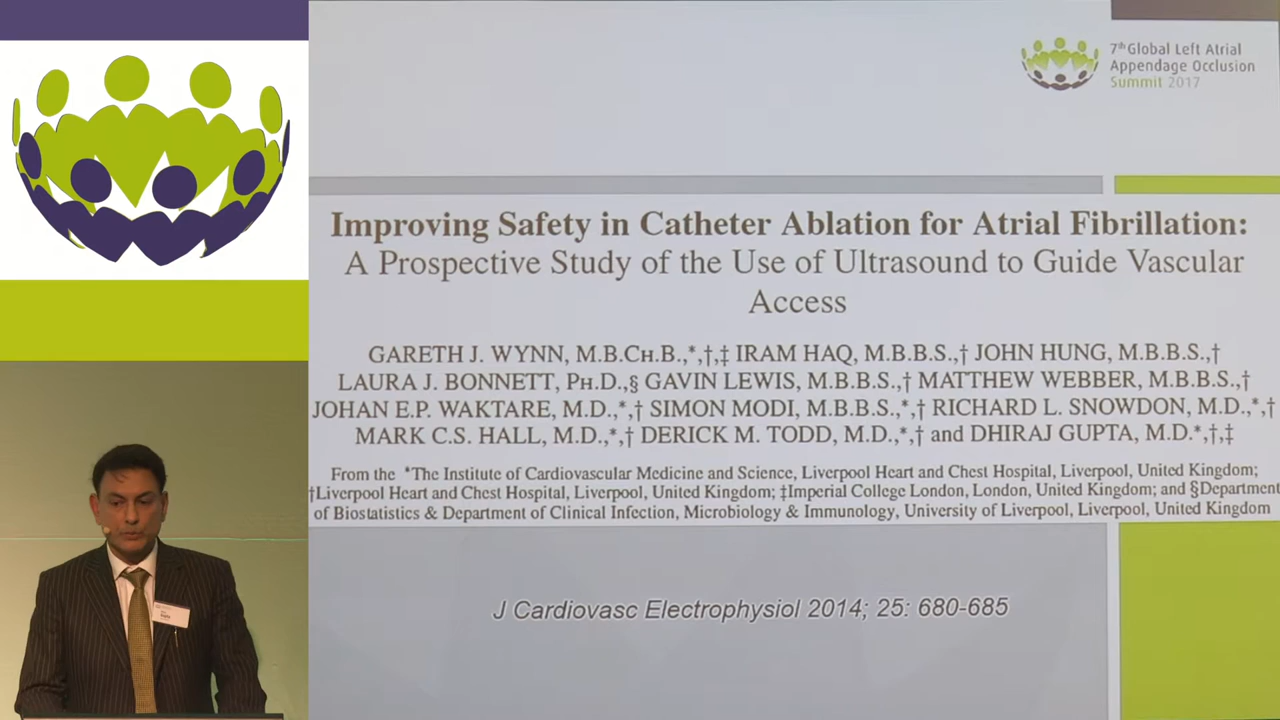 7th Global Left Atrial
Appendage Occlusion
Summit 2017
Improving Safety in Catheter Ablation for Atrial Fibrillation:
A Prospective Study of the Use of Ultrasound to Guide Vascular
Access
GARETH J. WYNN, M.B.CH.B.,*,†,‡ IRAM HAQ, M.B.B.S.,† JOHN HUNG, M.B.B.S.,†
LAURA J. BONNETT, PH.D.,§ GAVIN LEWIS, M.B.B.S.,† MATTHEW WEBBER, M.B.B.S.,†
JOHAN E.P. WAKTARE, M.D.,*,† SIMON MODI, M.B.B.S.,*,† RICHARD L. SNOWDON, M.D.,*,†
MARK C.S. HALL, M.D.,*,† DERICK M. TODD, M.D.,*,† and DHIRAJ GUPTA, M.D.*,†,‡
From the *The Institute of Cardiovascular Medicine and Science, Liverpool Heart and Chest Hospital, Liverpool, United Kingdom;
†Liverpool Heart and Chest Hospital, Liverpool, United Kingdom; ‡Imperial College London, London, United Kingdom; and §Department
of Biostatistics & Department of Clinical Infection, Microbiology & Immunology, University of Liverpool, Liverpool, United Kingdom
J Cardiovasc Electrophysiol 2014; 25: 680-685